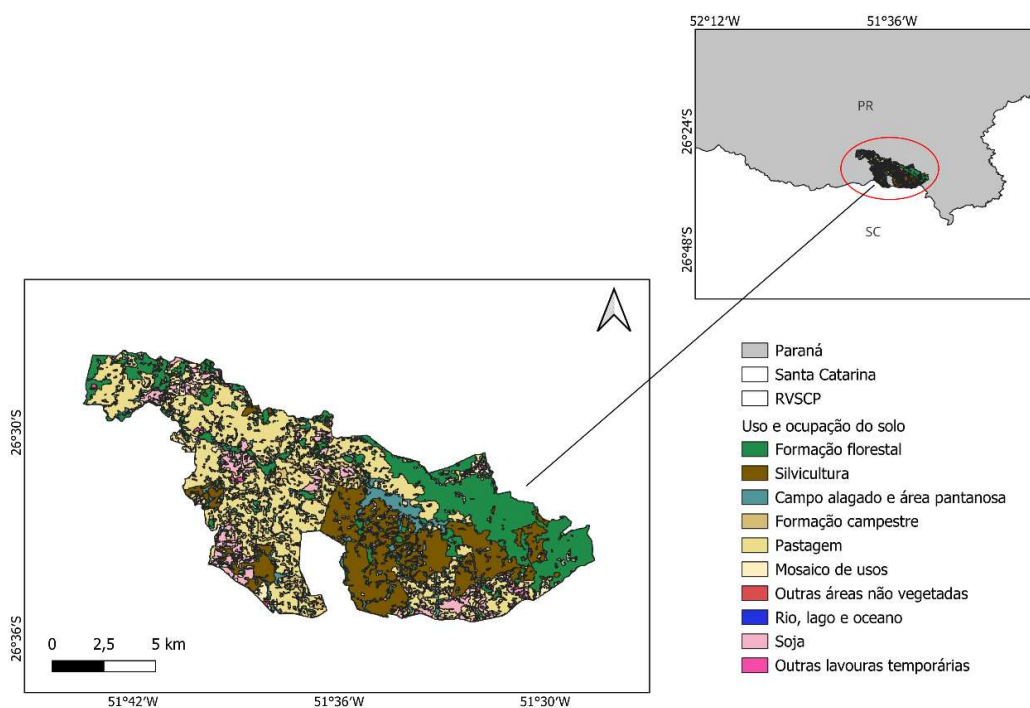 52°12'W
51°36'W
26°24'S
26°48'S
PR
SC
Paraná
Santa Catarina
RVSCP
Uso e ocupação do solo
Formação florestal
Silvicultura
Campo alagado e área pantanosa
Formação campestre
Pastagem
Mosaico de usos
Outras áreas não vegetadas
Rio, lago e oceano
Soja
Outras lavouras temporárias
26°30'S
26°36'S
0 2,5 5 km
51°42'W
51°36'W
51°30'W